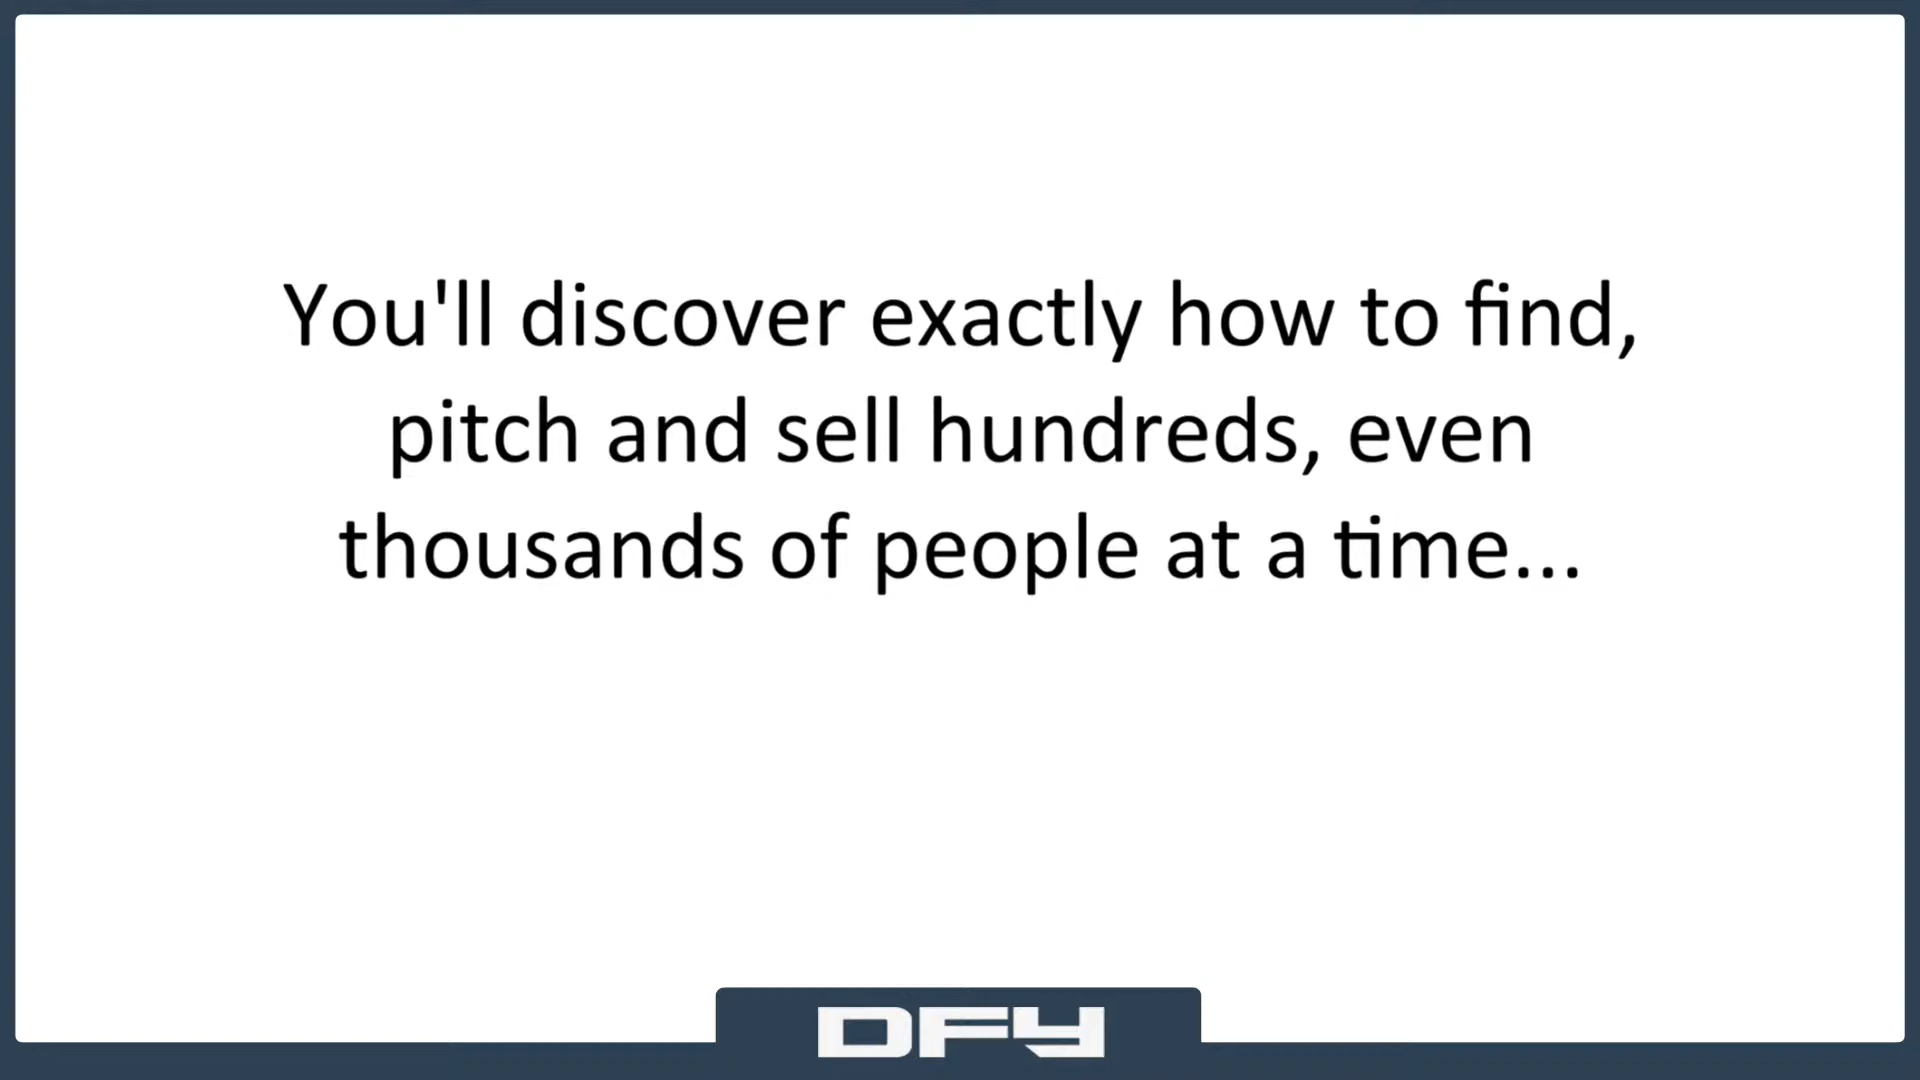 You'll discover exactly how to find,
pitch and sell hundreds, even
thousands of people at a time...
DFY